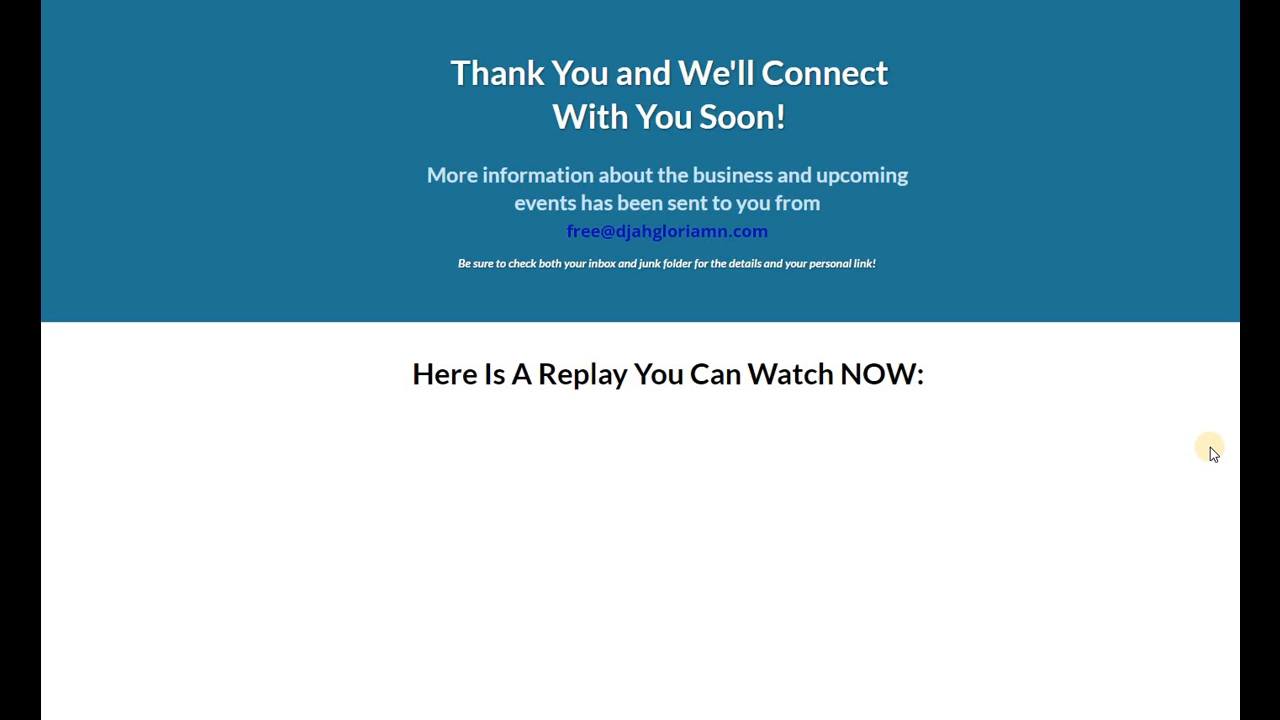 Thank You and We'll Connect
With You Soon!
More information about the business and upcoming
events has been sent to you from
free@djahgloriamn.com
Be sure to check both your inbox and junk folder for the details and your personal link!
Here Is A Replay You Can Watch NOW: